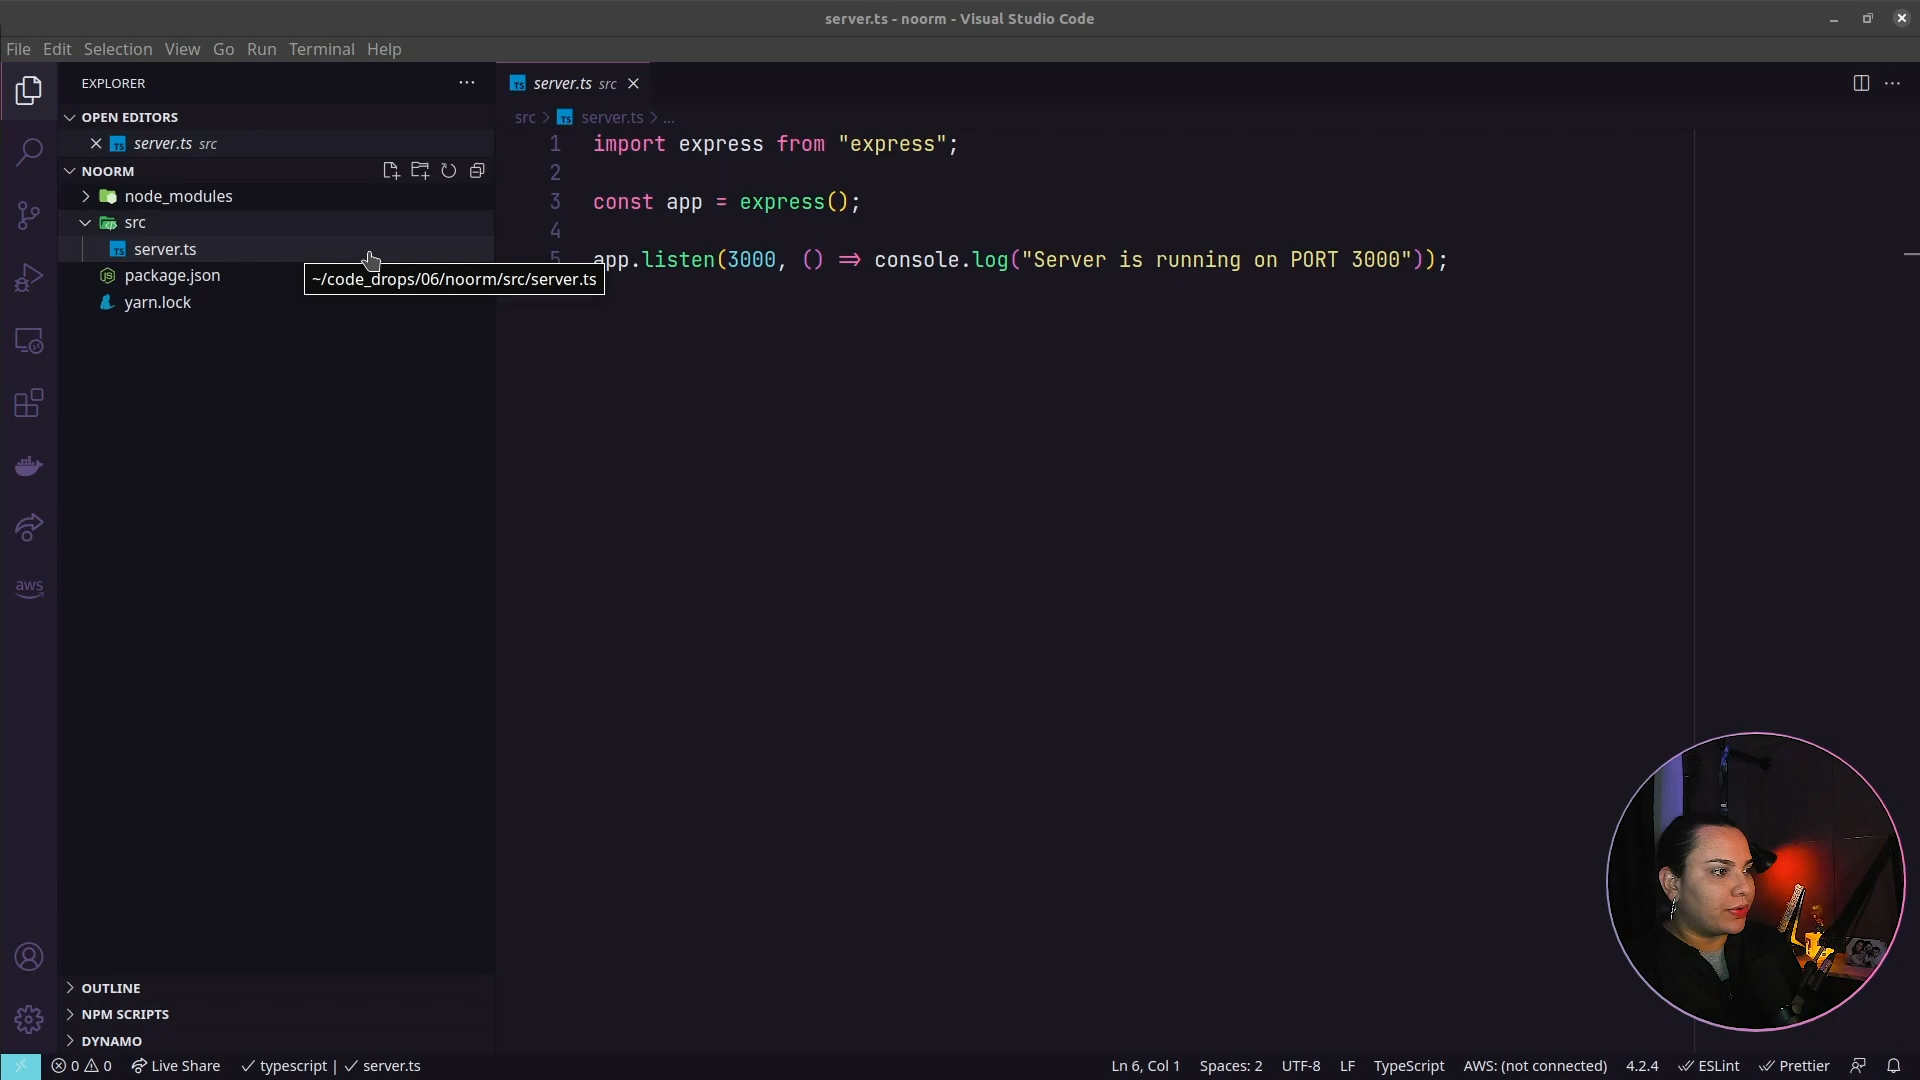 server.ts - noorm - Visual Studio Code
File Edit Selection View Go Run Terminal Help
EXPLORER
OPEN EDITORS
server.ts src
NOORM
node_modules
src
server.ts
package.json
yarn.lock
~/code_drops/06/noorm/src/server.ts
OUTLINE
NPM SCRIPTS
DYNAMO
aws
TS server.ts src
src > TS server.ts > ...
1 import express from "express";
2
3 const app = express();
4
5 app.listen(3000, () => console.log("Server is running on PORT 3000"));
0 0 Live Share typescript | server.ts
Ln 6, Col 1 Spaces: 2 UTF-8 LF TypeScript AWS: (not connected) 4.2.4 ESLint Prettier